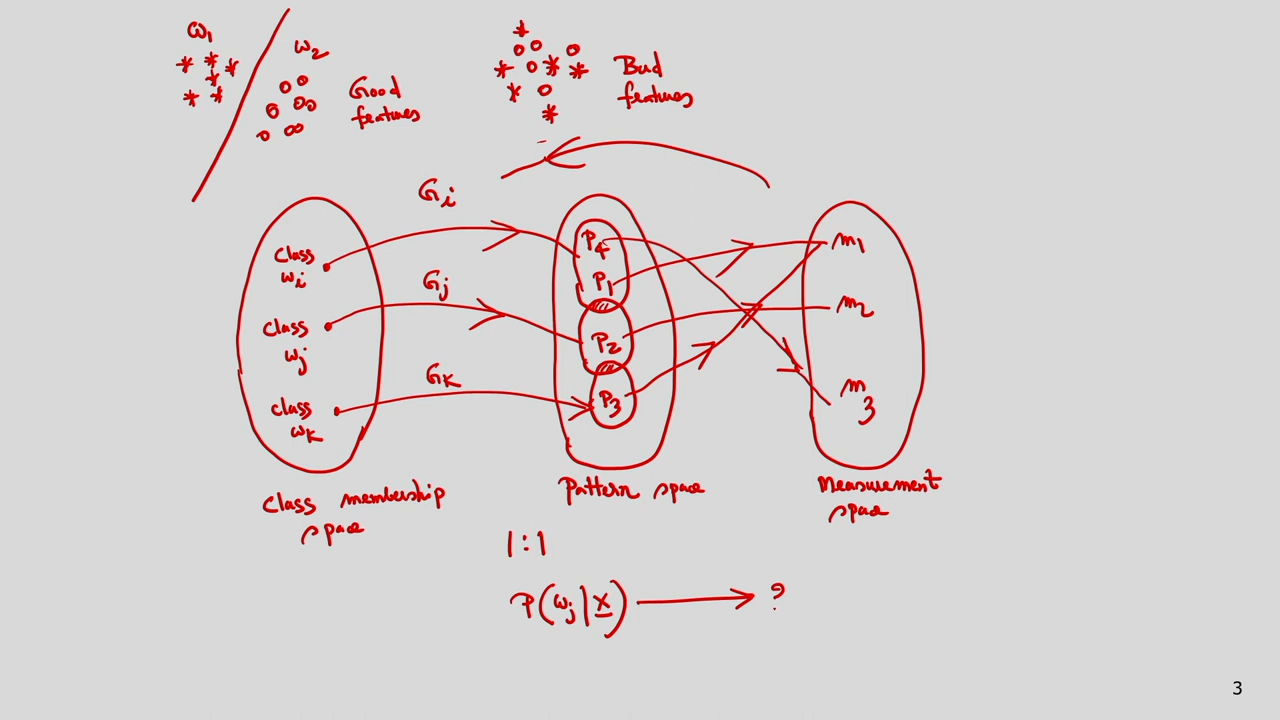 ω1
ω2
Good
features
Bad
features
Gi
Class
ωi
Gj
Class
ωj
GK
class
ωK
P4
P1
P2
P3
m1
m2
m
3
Class membership
space
Pattern space
Measurement
space
1:1
P(ωj|x) → ?
3